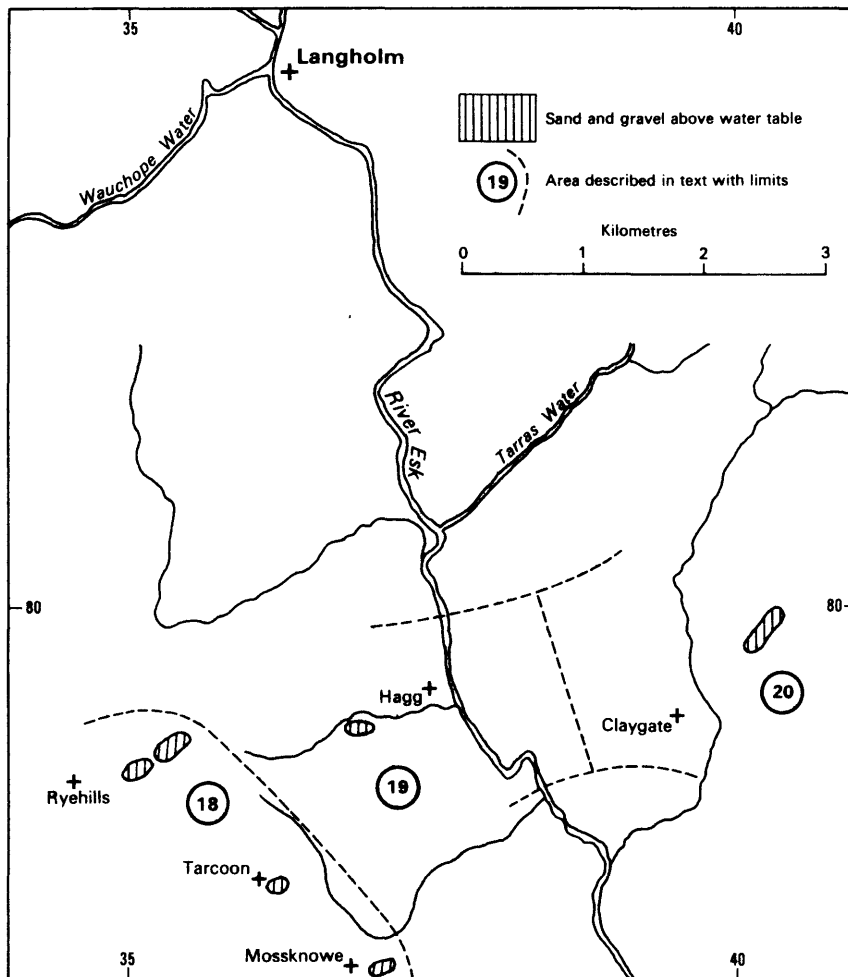 35
40
Langholm
Wauchope Water
Sand and gravel above water table
19
Area described in text with limits
Kilometres
0 1 2 3
River Esk
Tarras Water
80
80
Hagg
20
Claygate
Ryehills
18
19
Tarcoon
Mossknowe
35
40